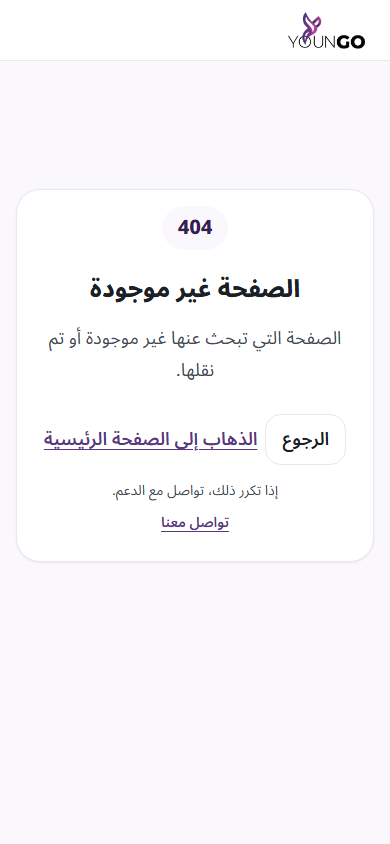 YOUNGO
404
الصفحة غير موجودة
الصفحة التي تبحث عنها غير موجودة أو تم
نقلها.
الرجوع
الذهاب إلى الصفحة الرئيسية
إذا تكرر ذلك، تواصل مع الدعم.
تواصل معنا